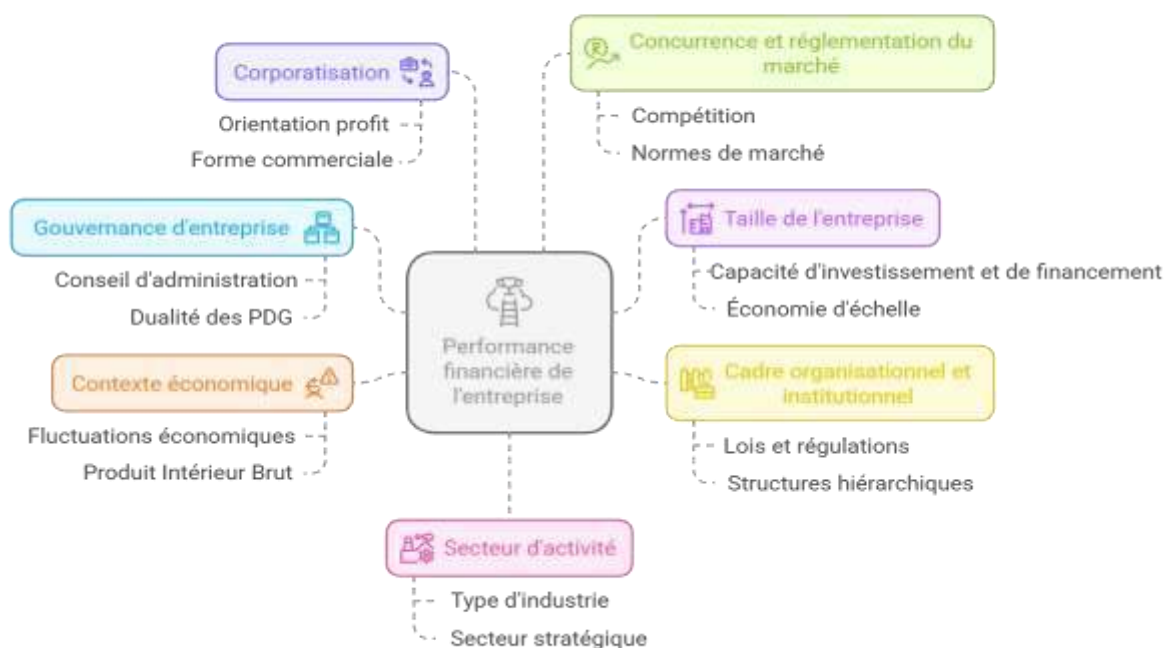 Corporatisation
Orientation profit
Forme commerciale
Concurrence et réglementation du
marché
Compétition
Normes de marché
Gouvernance d'entreprise
Conseil d'administration
Dualité des PDG
Taille de l'entreprise
Capacité d'investissement et de financement
Économie d'échelle
Performance
financière de
l'entreprise
Contexte économique
Fluctuations économiques
Produit Intérieur Brut
Cadre organisationnel et
institutionnel
Lois et régulations
Structures hiérarchiques
Secteur d'activité
Type d'industrie
Secteur stratégique